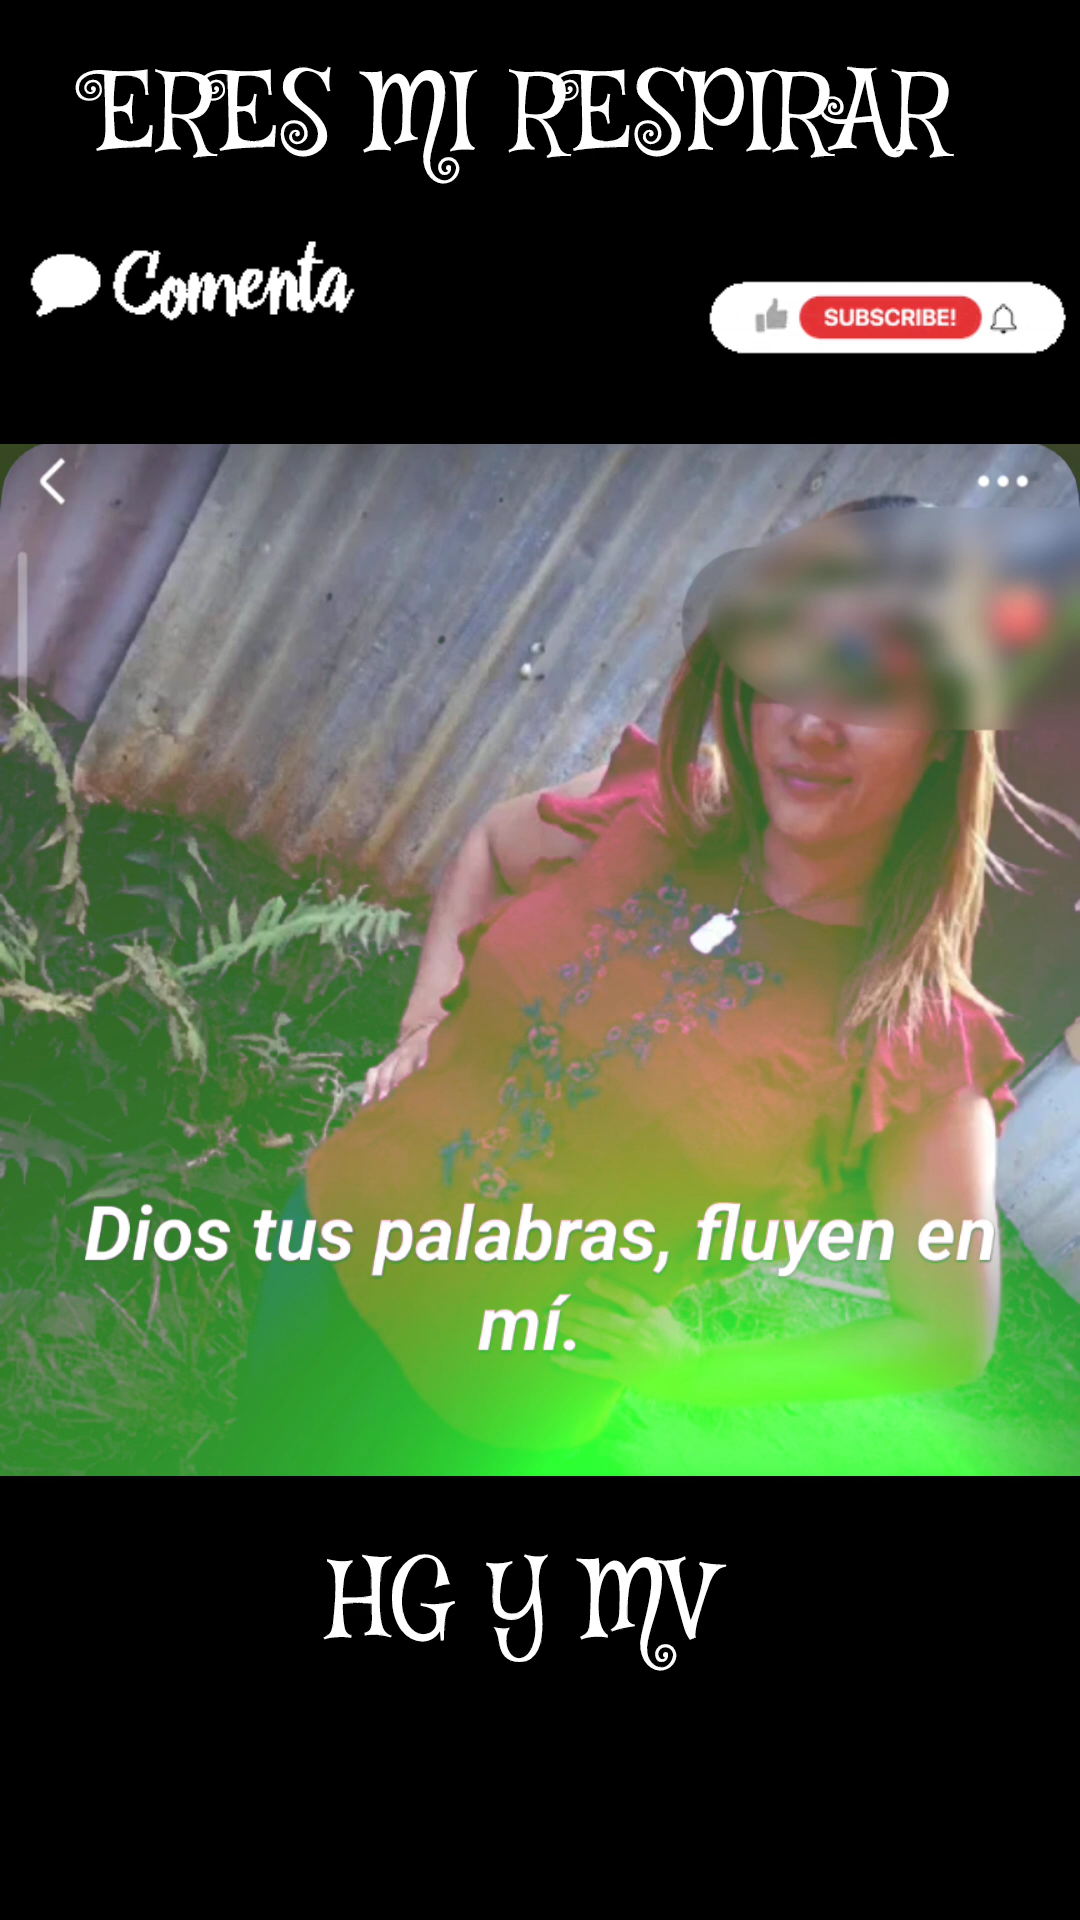 ERES MI RESPIRAR
Comenta
SUBSCRIBE!
Dios tus palabras, fluyen en
mí.
HG Y MV